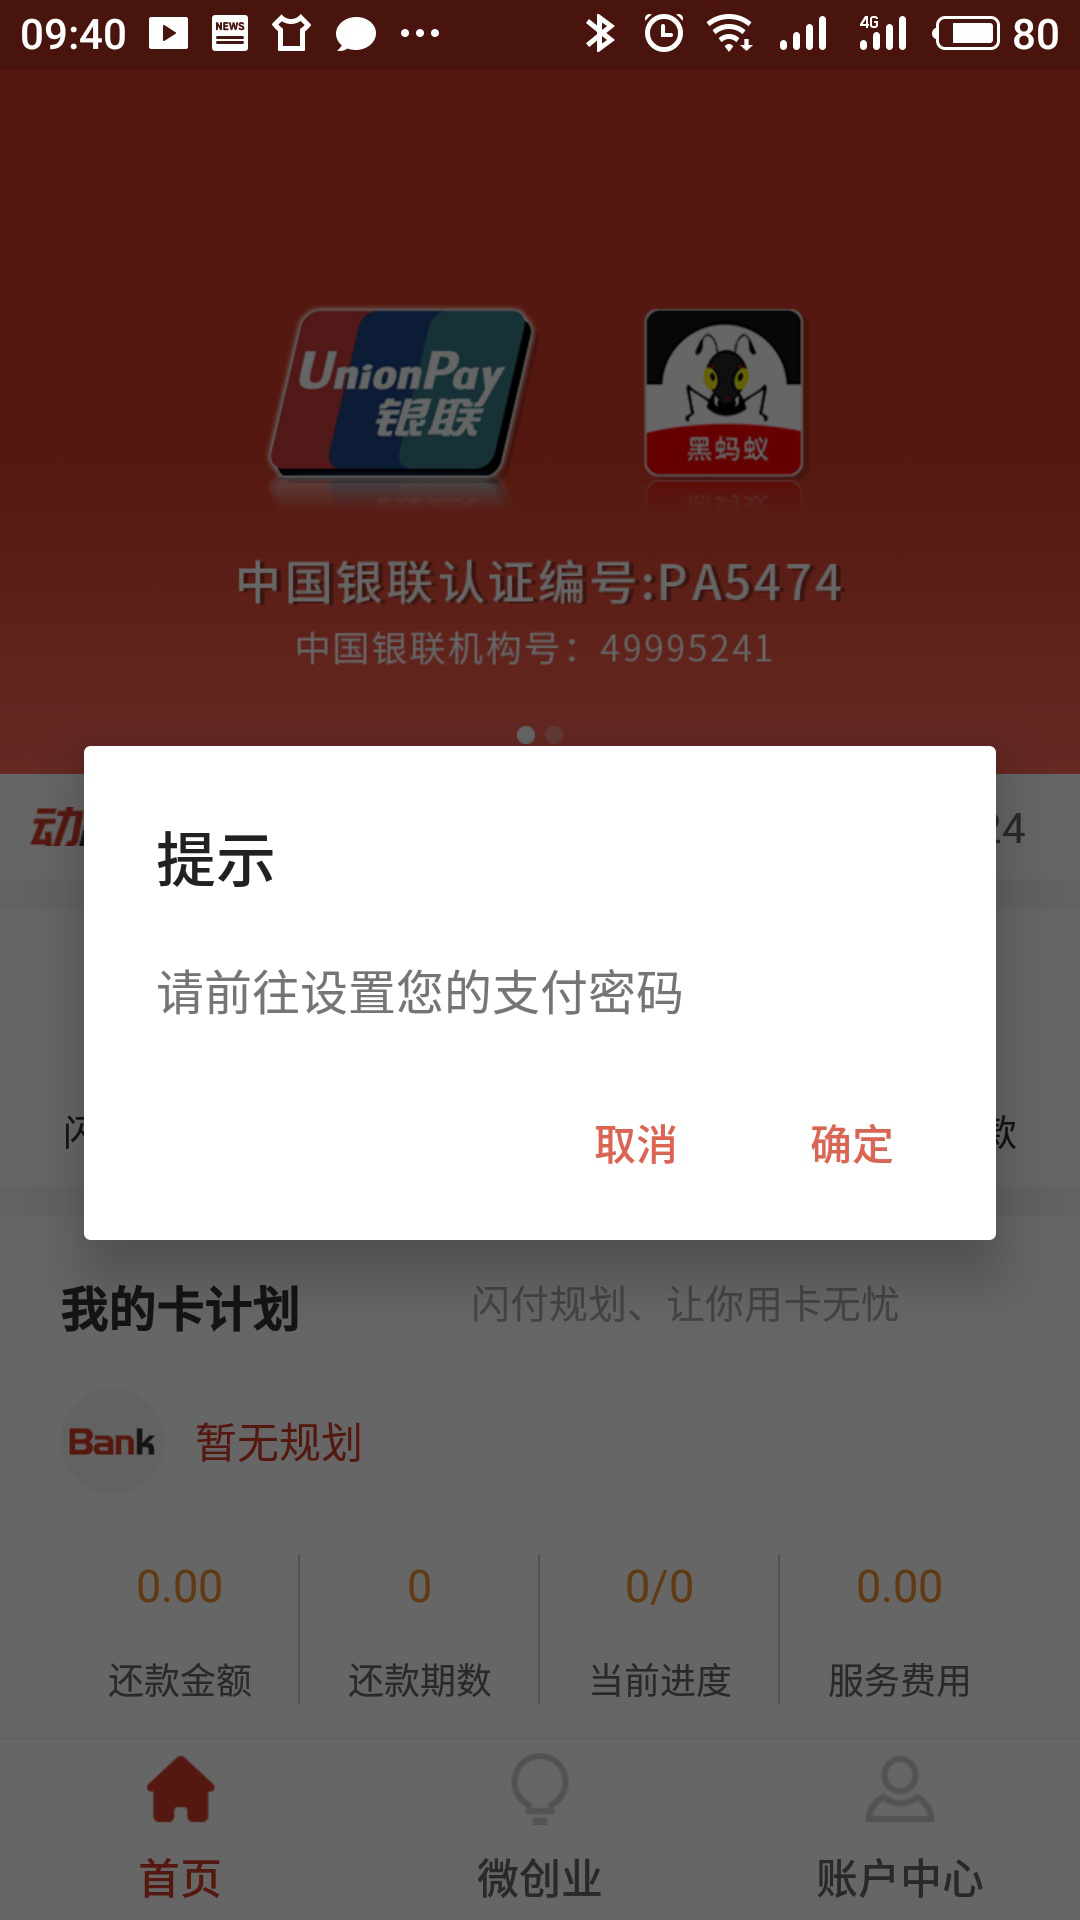 09:40 NEWS 4G 80
UnionPay
银联
黑蚂蚁
中国银联认证编号:PA5474
中国银联机构号：49995241
动 24
提示
请前往设置您的支付密码
取消 确定
闪 款
我的卡计划 闪付规划、让你用卡无忧
Bank 暂无规划
0.00 0 0/0 0.00
还款金额 还款期数 当前进度 服务费用
首页 微创业 账户中心